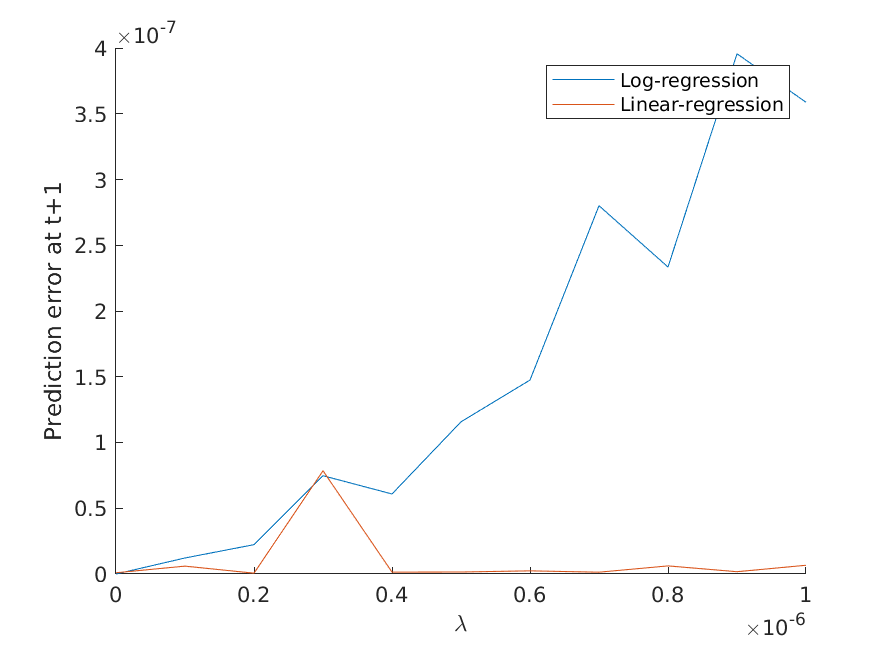 ×10-7
4
3.5
3
2.5
2
1.5
1
0.5
0
Prediction error at t+1
Log-regression
Linear-regression
0 0.2 0.4 0.6 0.8 1
λ
×10-6